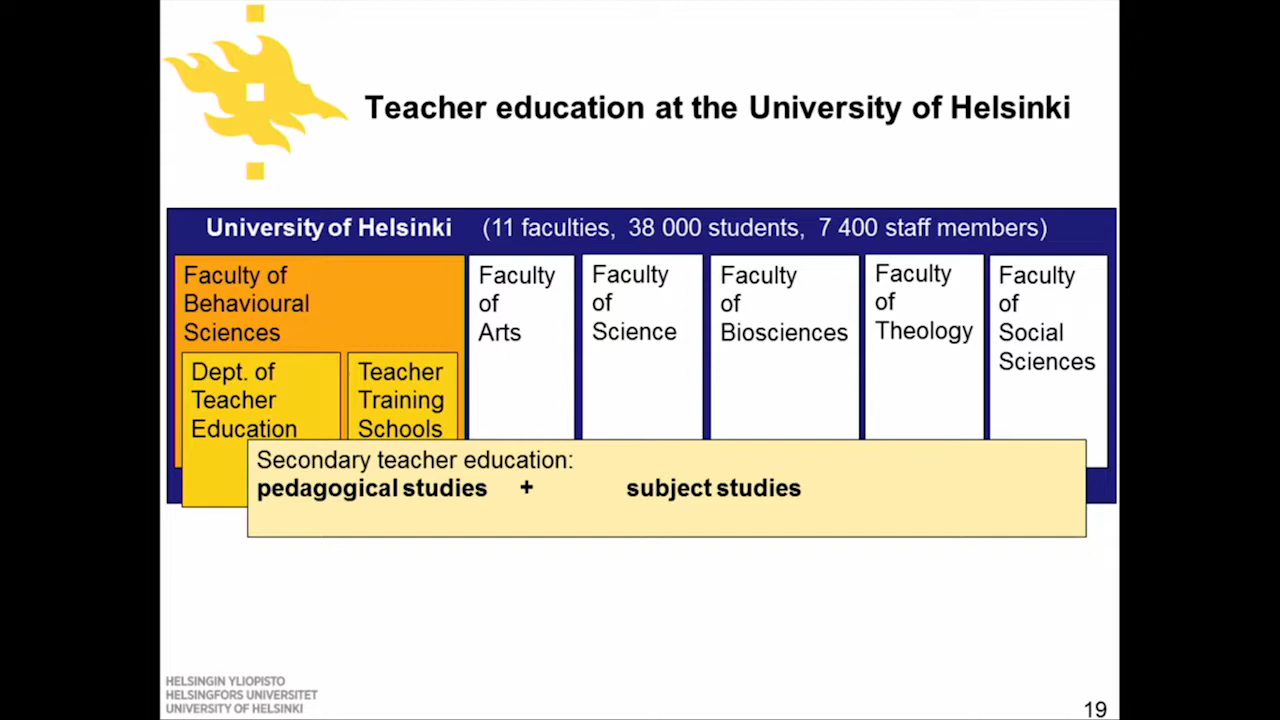 Teacher education at the University of Helsinki
University of Helsinki (11 faculties, 38 000 students, 7 400 staff members)
Faculty of
Behavioural
Sciences
Dept. of
Teacher
Education
Teacher
Training
Schools
Faculty
of
Arts
Faculty
of
Science
Faculty
of
Biosciences
Faculty
of
Theology
Faculty
of
Social
Sciences
Secondary teacher education:
pedagogical studies + subject studies
HELSINGIN YLIOPISTO
HELSINGFORS UNIVERSITET
UNIVERSITY OF HELSINKI
19